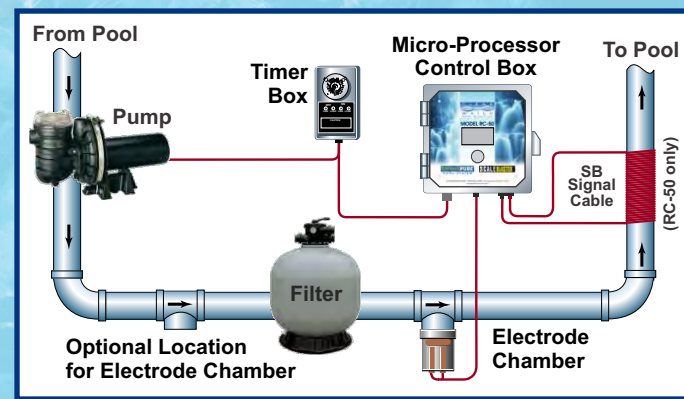 From Pool
Pump
Timer
Box
Micro-Processor
Control Box
MODEL RC-50
To Pool
SB
Signal
Cable
(RC-50 only)
Filter
Optional Location
for Electrode Chamber
Electrode
Chamber